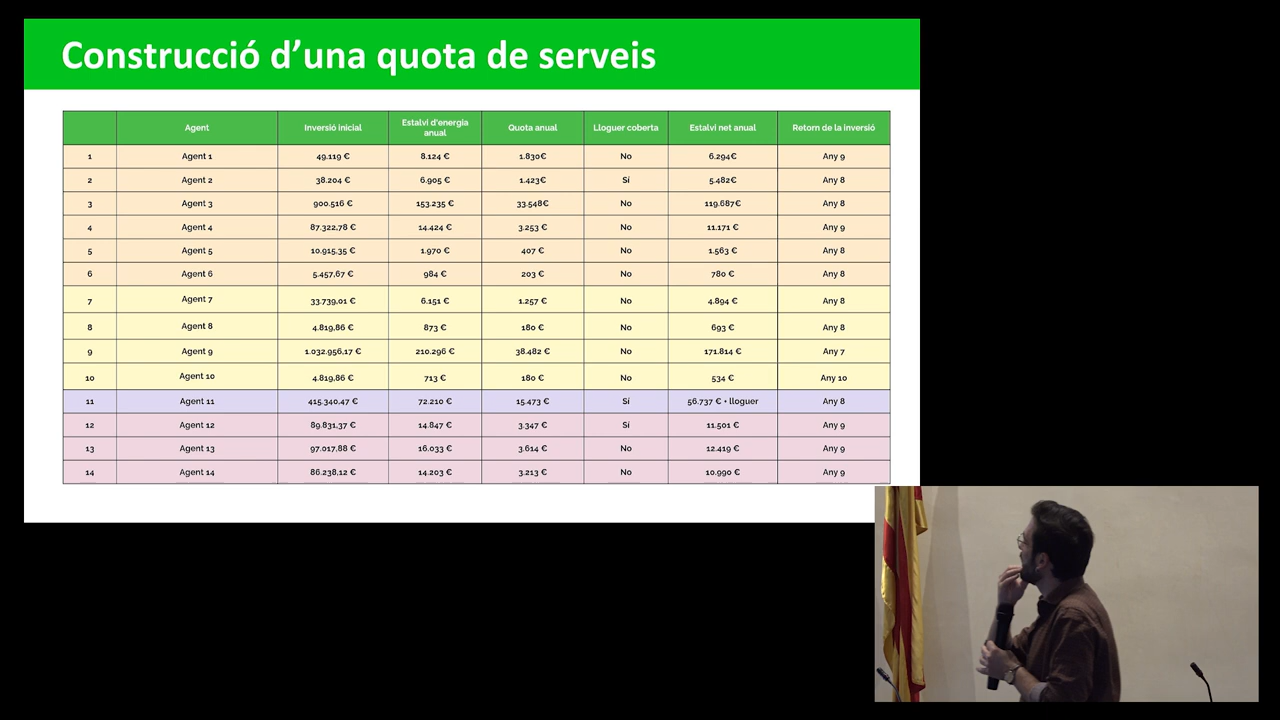 Construcció d’una quota de serveis
Agent Inversió inicial Estalvi d'energia anual Quota anual Lloguer coberta Estalvi net anual Retorn de la inversió
1 Agent 1 49.119 € 8.124 € 1.830€ No 6.294€ Any 9
2 Agent 2 38.204 € 6.905 € 1.423€ Sí 5.482€ Any 8
3 Agent 3 900.516 € 153.235 € 33.548€ No 119.687€ Any 8
4 Agent 4 87.322,78 € 14.424 € 3.253 € No 11.171 € Any 9
5 Agent 5 10.915,35 € 1.970 € 407 € No 1.563 € Any 8
6 Agent 6 5.457,67 € 984 € 203 € No 780 € Any 8
7 Agent 7 33.739,01 € 6.151 € 1.257 € No 4.894 € Any 8
8 Agent 8 4.819,86 € 873 € 180 € No 693 € Any 8
9 Agent 9 1.032.956,17 € 210.296 € 38.482 € No 171.814 € Any 7
10 Agent 10 4.819,86 € 713 € 180 € No 534 € Any 10
11 Agent 11 415.340,47 € 72.210 € 15.473 € Sí 56.737 € + lloguer Any 8
12 Agent 12 89.831,37 € 14.847 € 3.347 € Sí 11.501 € Any 9
13 Agent 13 97.017,88 € 16.033 € 3.614 € No 12.419 € Any 9
14 Agent 14 86.238,12 € 14.203 € 3.213 € No 10.990 € Any 9